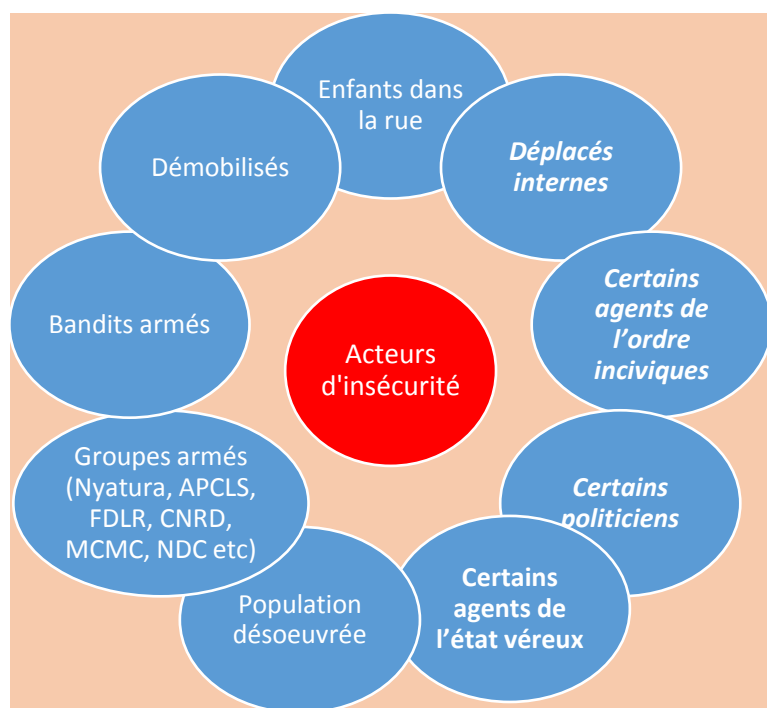 Enfants dans
la rue
Déplacés
internes
Certains
agents de
l'ordre
inciviques
Certains
politiciens
Certains
agents de
l'état véreux
Population
désoeuvrée
Groupes armés
(Nyatura, APCLS,
FDLR, CNRD,
MCMC, NDC etc)
Bandits armés
Démobilisés
Acteurs
d'insécurité